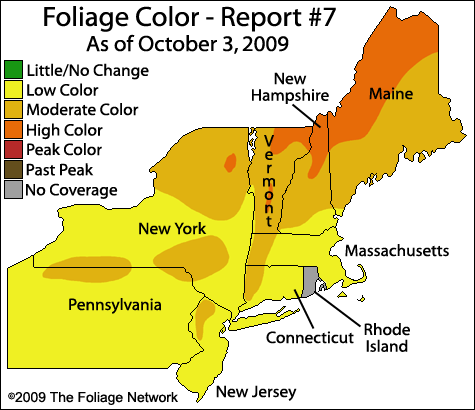 Foliage Color - Report #7
As of October 3, 2009
Little/No Change
Low Color
Moderate Color
High Color
Peak Color
Past Peak
No Coverage
New
Hampshire
Maine
Vermont
New York
Massachusetts
Pennsylvania
Connecticut
Rhode
Island
New Jersey
©2009 The Foliage Network